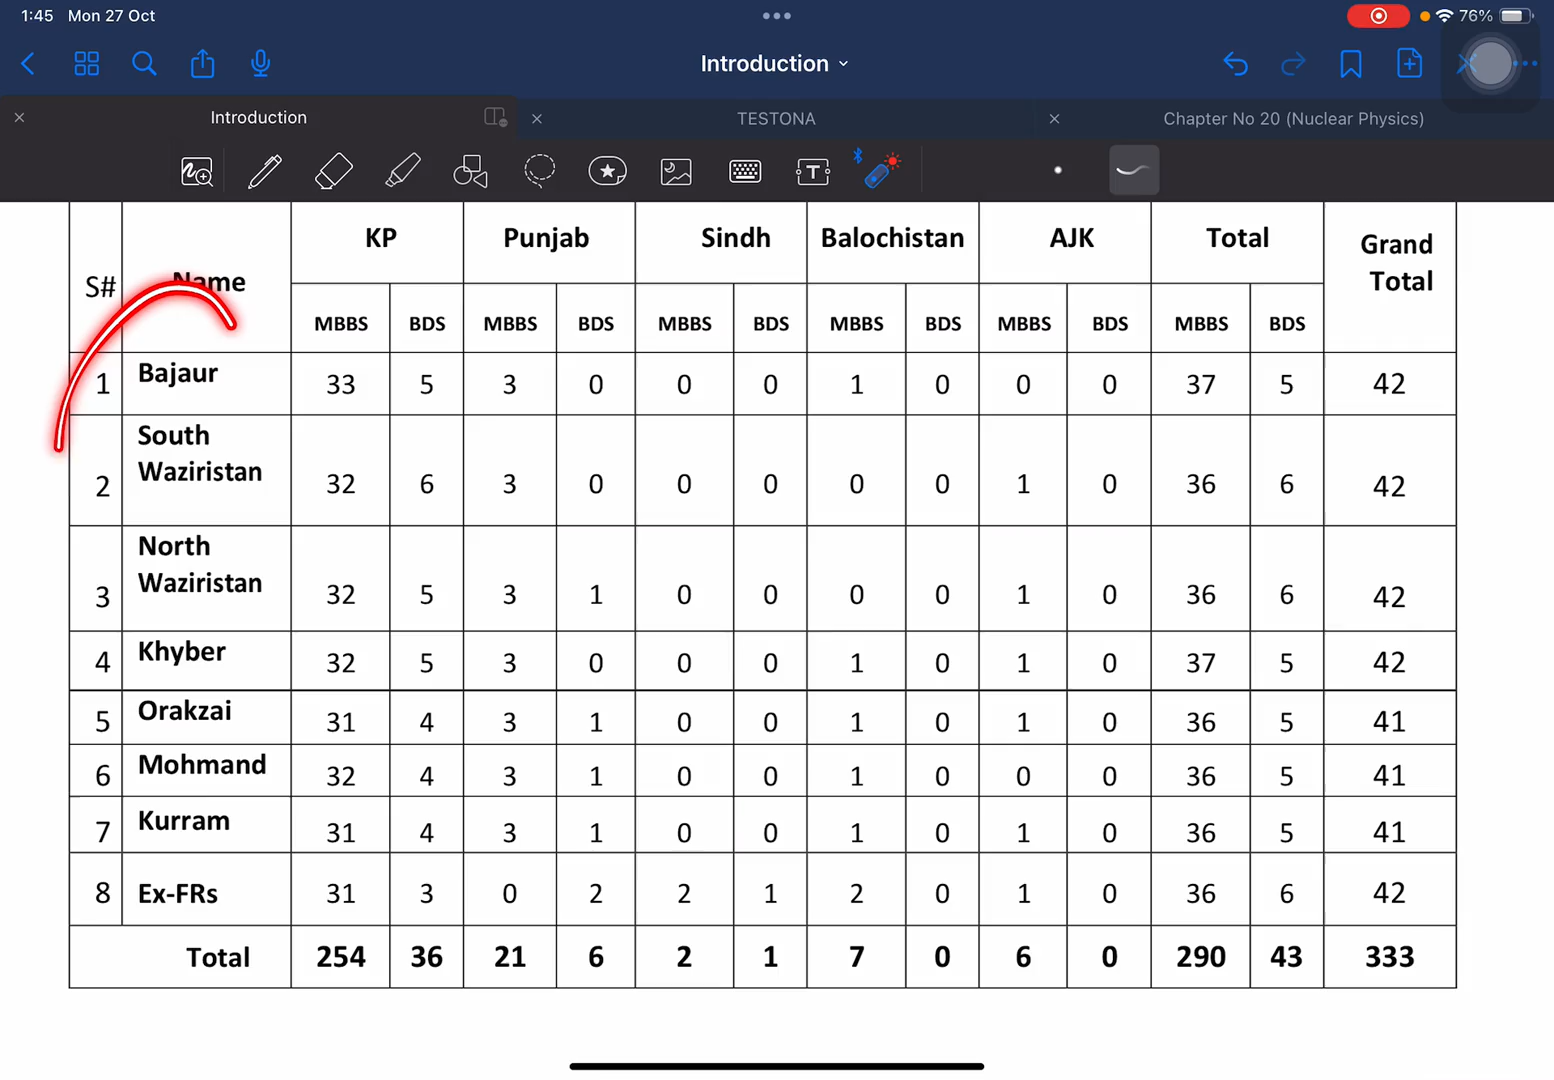 1:45 Mon 27 Oct 76%
Introduction
Introduction TESTONA Chapter No 20 (Nuclear Physics)
S# Name KP Punjab Sindh Balochistan AJK Total Grand Total
MBBS BDS MBBS BDS MBBS BDS MBBS BDS MBBS BDS MBBS BDS
1 Bajaur 33 5 3 0 0 0 1 0 0 0 37 5 42
2 South Waziristan 32 6 3 0 0 0 0 0 1 0 36 6 42
3 North Waziristan 32 5 3 1 0 0 0 0 1 0 36 6 42
4 Khyber 32 5 3 0 0 0 1 0 1 0 37 5 42
5 Orakzai 31 4 3 1 0 0 1 0 1 0 36 5 41
6 Mohmand 32 4 3 1 0 0 1 0 0 0 36 5 41
7 Kurram 31 4 3 1 0 0 1 0 1 0 36 5 41
8 Ex-FRs 31 3 0 2 2 1 2 0 1 0 36 6 42
Total 254 36 21 6 2 1 7 0 6 0 290 43 333